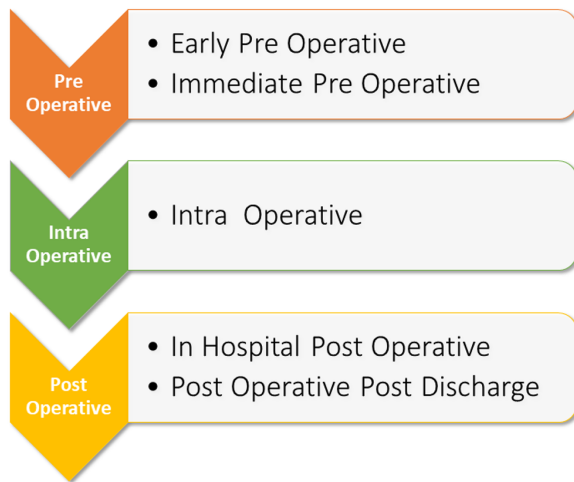 Pre
Operative
• Early Pre Operative
• Immediate Pre Operative
Intra
Operative
• Intra Operative
Post
Operative
• In Hospital Post Operative
• Post Operative Post Discharge